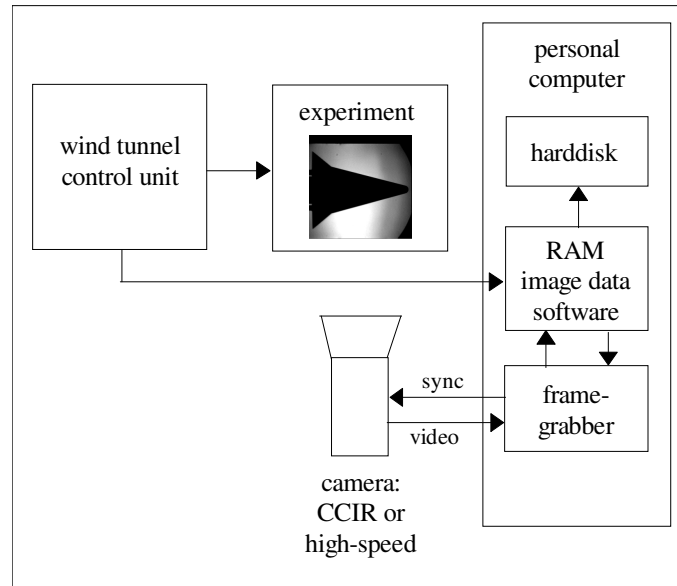 wind tunnel
control unit
experiment
personal
computer
harddisk
RAM
image data
software
frame-
grabber
sync
video
camera:
CCIR or
high-speed